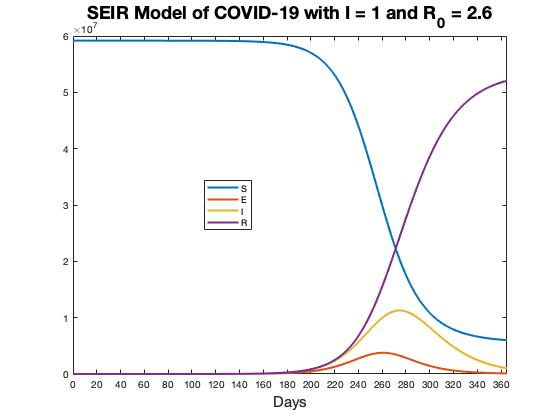 SEIR Model of COVID-19 with I = 1 and R0 = 2.6
×10^7
6
5
4
3
2
1
0
S
E
I
R
0 20 40 60 80 100 120 140 160 180 200 220 240 260 280 300 320 340 360
Days